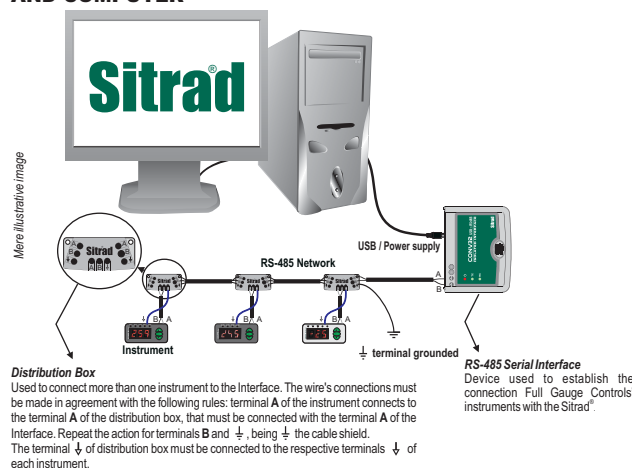 AND COMPUTER
Sitrad®
Mere illustrative image
USB / Power supply
CONV32
A
B
RS-485 Network
A A
B Sitrad B
A B
Sitrad
Sitrad
Sitrad
B A
B A
B A
Instrument
terminal grounded
Distribution Box
Used to connect more than one instrument to the Interface. The wire's connections must
be made in agreement with the following rules: terminal A of the instrument connects to
the terminal A of the distribution box, that must be connected with the terminal A of the
Interface. Repeat the action for terminals B and ⏚ , being ⏚ the cable shield.
The terminal ↓ of distribution box must be connected to the respective terminals ↓ of
each instrument.
RS-485 Serial Interface
Device used to establish the
connection Full Gauge Controls
instruments with the Sitrad®.